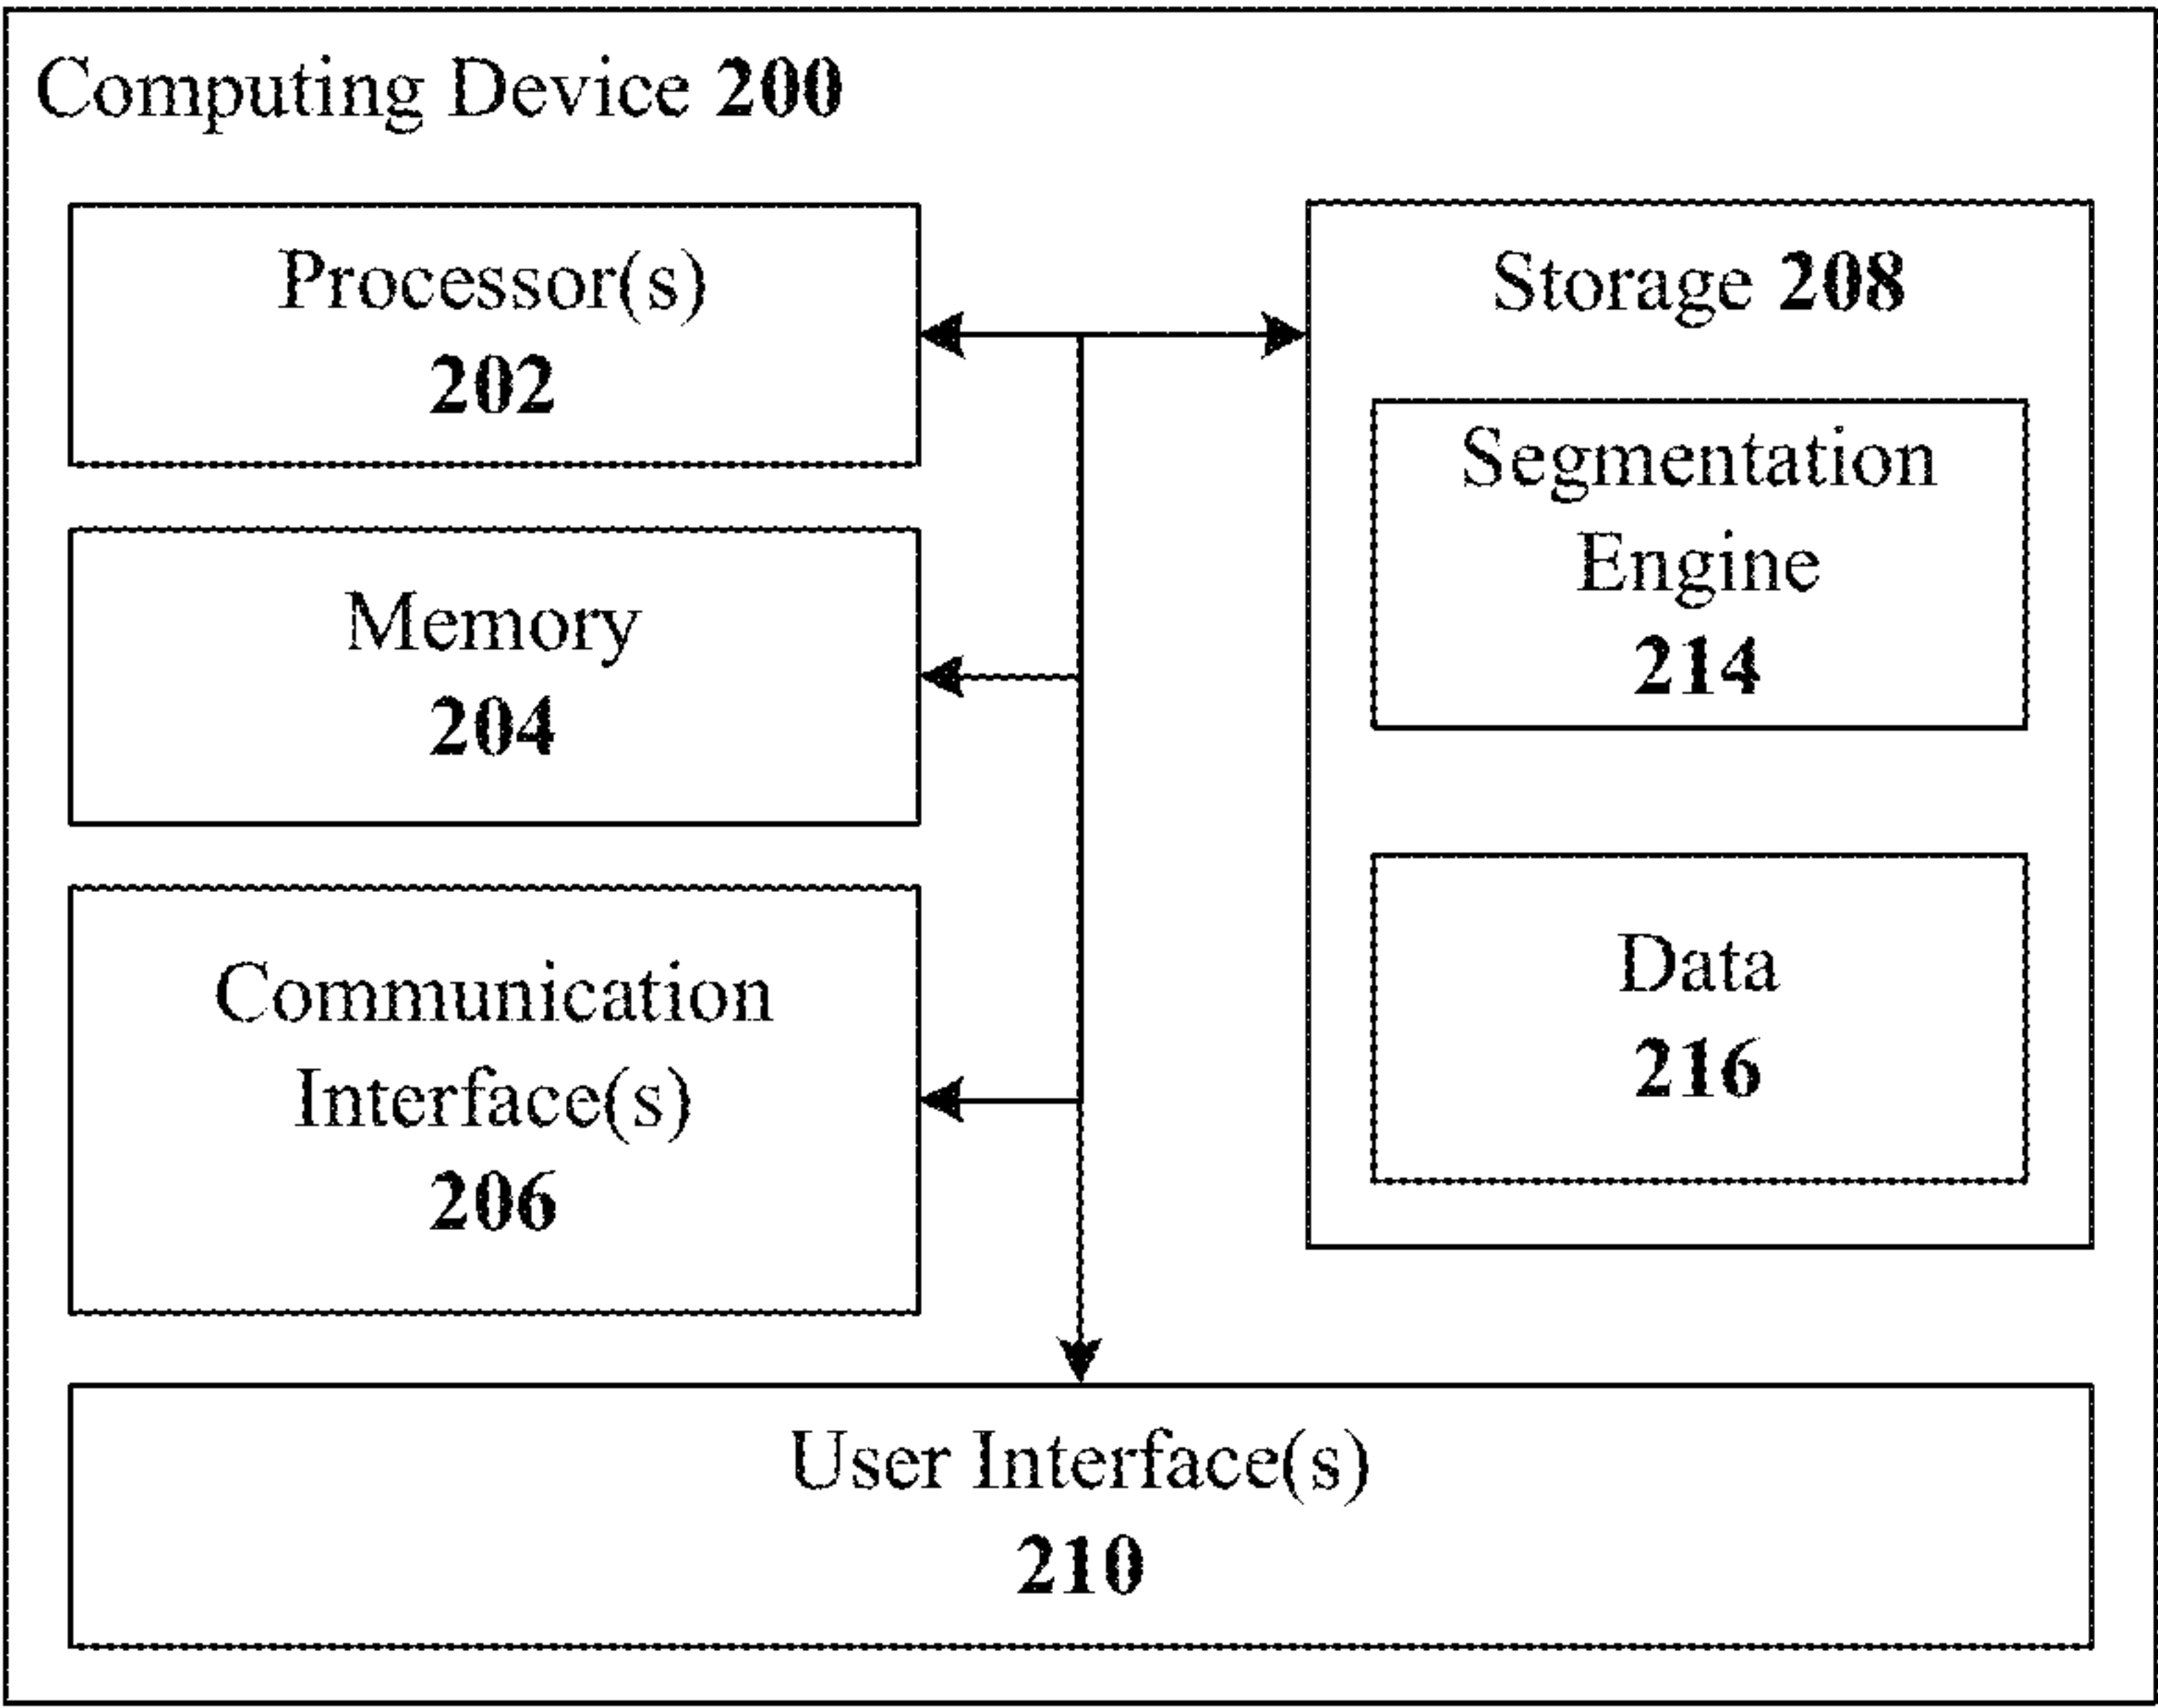 Computing Device 200
Processor(s)
202
Memory
204
Communication
Interface(s)
206
Storage 208
Segmentation
Engine
214
Data
216
User Interface(s)
210